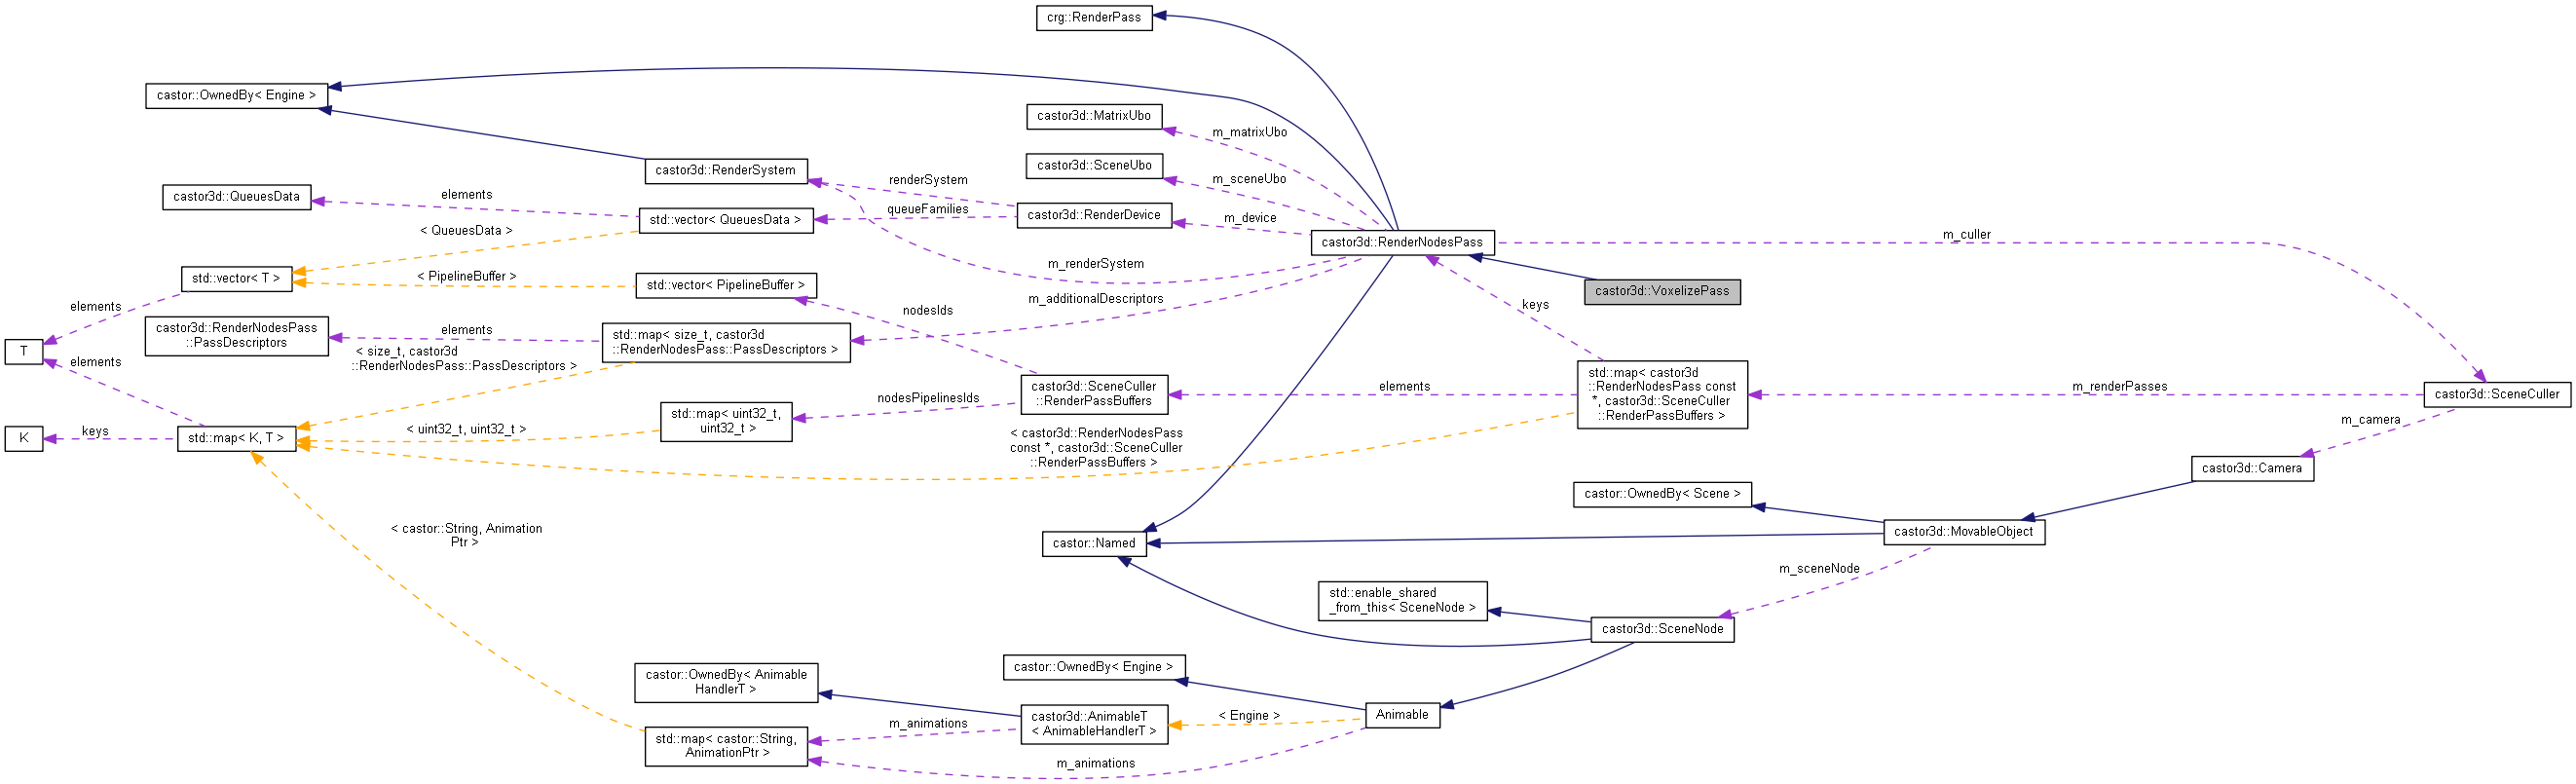 crg::RenderPass
castor::OwnedBy< Engine >
castor3d::MatrixUbo
m_matrixUbo
castor3d::SceneUbo
castor3d::RenderSystem
renderSystem
m_sceneUbo
castor3d::QueuesData
elements
std::vector< QueuesData >
queueFamilies
castor3d::RenderDevice
m_device
< QueuesData >
castor3d::RenderNodesPass
m_culler
std::vector< T >
< PipelineBuffer >
std::vector< PipelineBuffer >
m_renderSystem
castor3d::VoxelizePass
m_additionalDescriptors
keys
elements
nodesIds
castor3d::RenderNodesPass
::PassDescriptors
elements
std::map< size_t, castor3d
::RenderNodesPass::PassDescriptors >
T
elements
< size_t, castor3d
::RenderNodesPass::PassDescriptors >
castor3d::SceneCuller
::RenderPassBuffers
elements
std::map< castor3d
::RenderNodesPass const
*, castor3d::SceneCuller
::RenderPassBuffers >
m_renderPasses
castor3d::SceneCuller
nodesPipelinesIds
std::map< uint32_t,
uint32_t >
m_camera
K
keys
std::map< K, T >
< uint32_t, uint32_t >
< castor3d::RenderNodesPass
const *, castor3d::SceneCuller
::RenderPassBuffers >
castor3d::Camera
castor::OwnedBy< Scene >
castor3d::MovableObject
< castor::String, Animation
Ptr >
castor::Named
m_sceneNode
std::enable_shared
_from_this< SceneNode >
castor3d::SceneNode
castor::OwnedBy< Animable
HandlerT >
castor::OwnedBy< Engine >
castor3d::AnimableT
< AnimableHandlerT >
< Engine >
Animable
m_animations
std::map< castor::String,
AnimationPtr >
m_animations